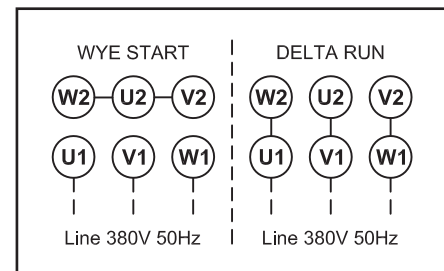 WYE START
W2 U2 V2
U1 V1 W1
Line 380V 50Hz
DELTA RUN
W2 U2 V2
U1 V1 W1
Line 380V 50Hz